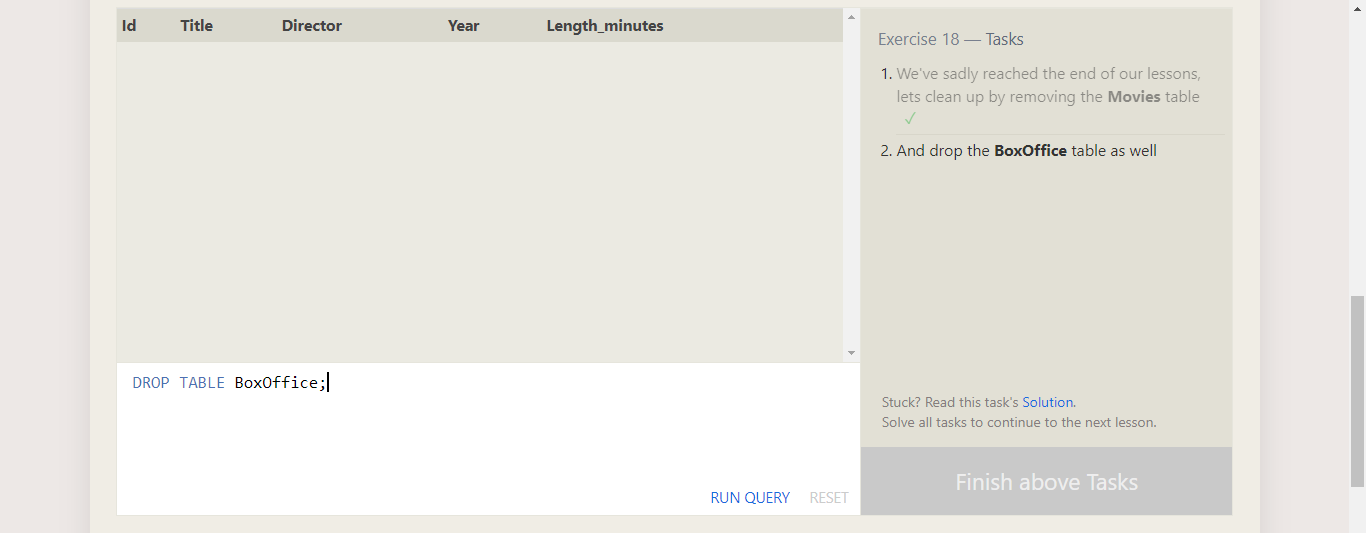 Id Title Director Year Length_minutes
Exercise 18 — Tasks
1. We've sadly reached the end of our lessons,
lets clean up by removing the Movies table
✓
2. And drop the BoxOffice table as well
DROP TABLE BoxOffice;
RUN QUERY RESET
Stuck? Read this task's Solution.
Solve all tasks to continue to the next lesson.
Finish above Tasks